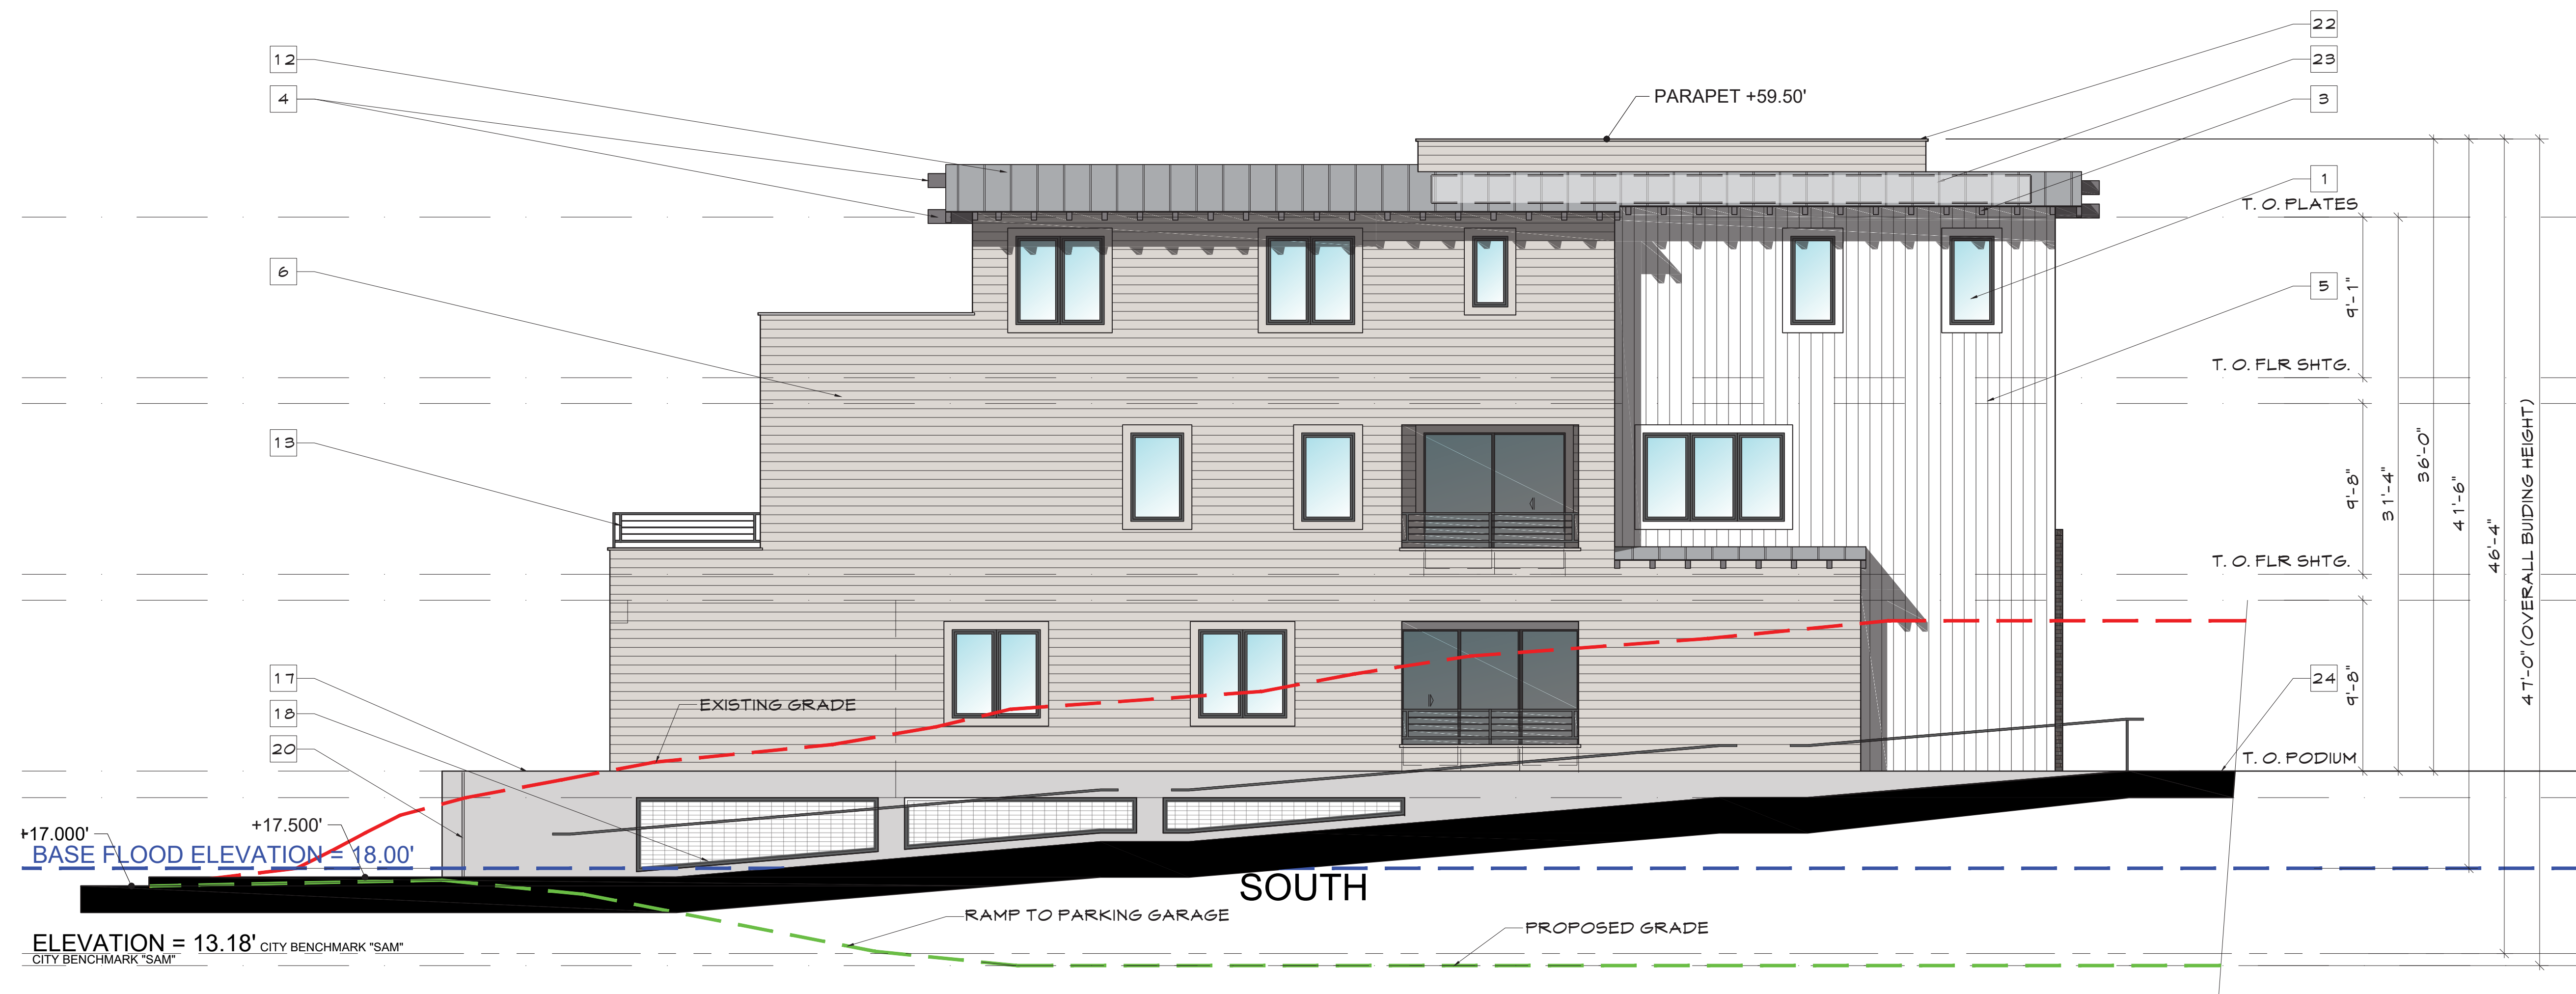 22
12
23
PARAPET +59.50'
4
3
1
T. O. PLATES
6
5
9'-1"
T. O. FLR SHTG.
13
9'-8"
31'-4"
36'-0"
41'-6"
46'-4"
47'-0" (OVERALL BUIDING HEIGHT)
T. O. FLR SHTG.
17
24
9'-8"
EXISTING GRADE
18
20
T. O. PODIUM
+17.500'
+17.000'
BASE FLOOD ELEVATION = 18.00'
SOUTH
RAMP TO PARKING GARAGE
PROPOSED GRADE
ELEVATION = 13.18' CITY BENCHMARK "SAM"
CITY BENCHMARK "SAM"